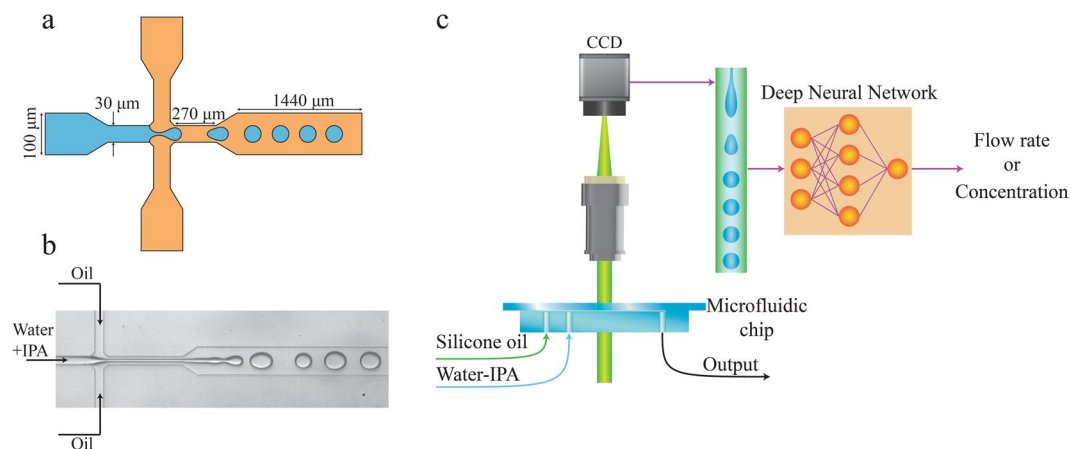 a
30 μm
270 μm
1440 μm
100 μm
b
Oil
Water
+IPA
Oil
c
CCD
Deep Neural Network
Flow rate
or
Concentration
Microfluidic
chip
Silicone oil
Water-IPA
Output